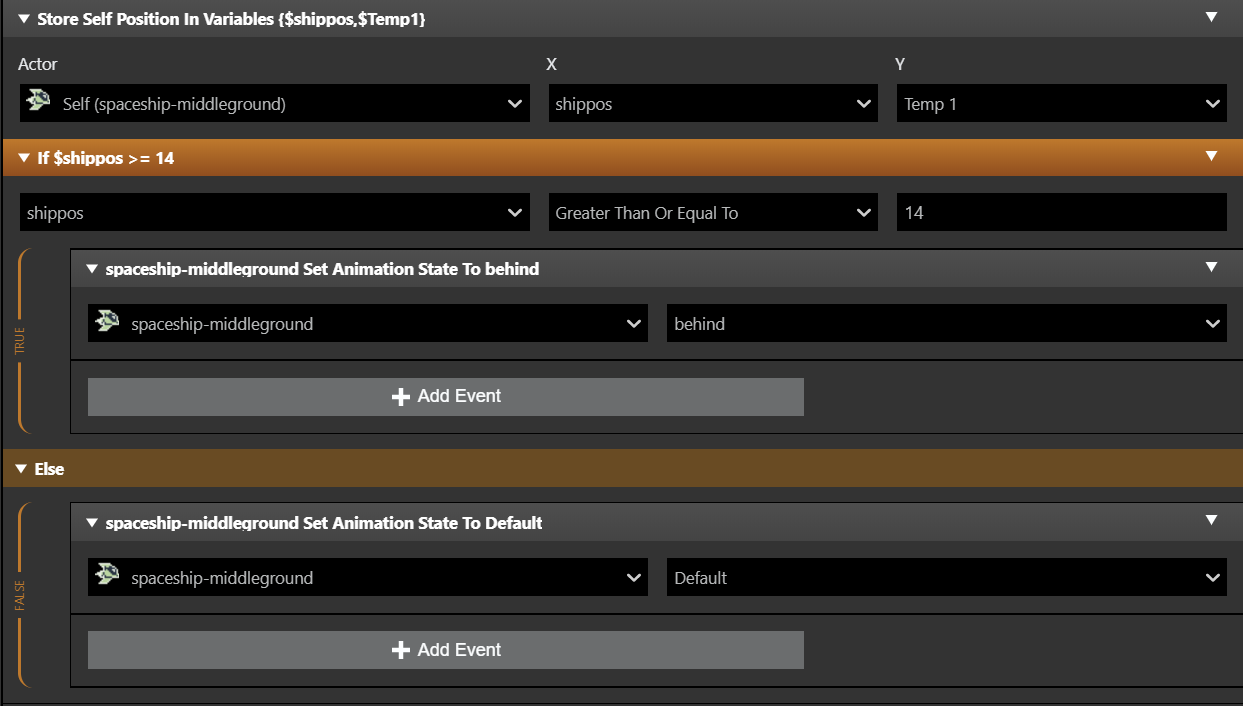 Store Self Position In Variables {$shippos,$Temp1}
Actor X Y
Self (spaceship-middleground) shippos Temp 1
If $shippos >= 14
shippos Greater Than Or Equal To 14
spaceship-middleground Set Animation State To behind
TRUE
spaceship-middleground behind
Add Event
Else
spaceship-middleground Set Animation State To Default
FALSE
spaceship-middleground Default
Add Event